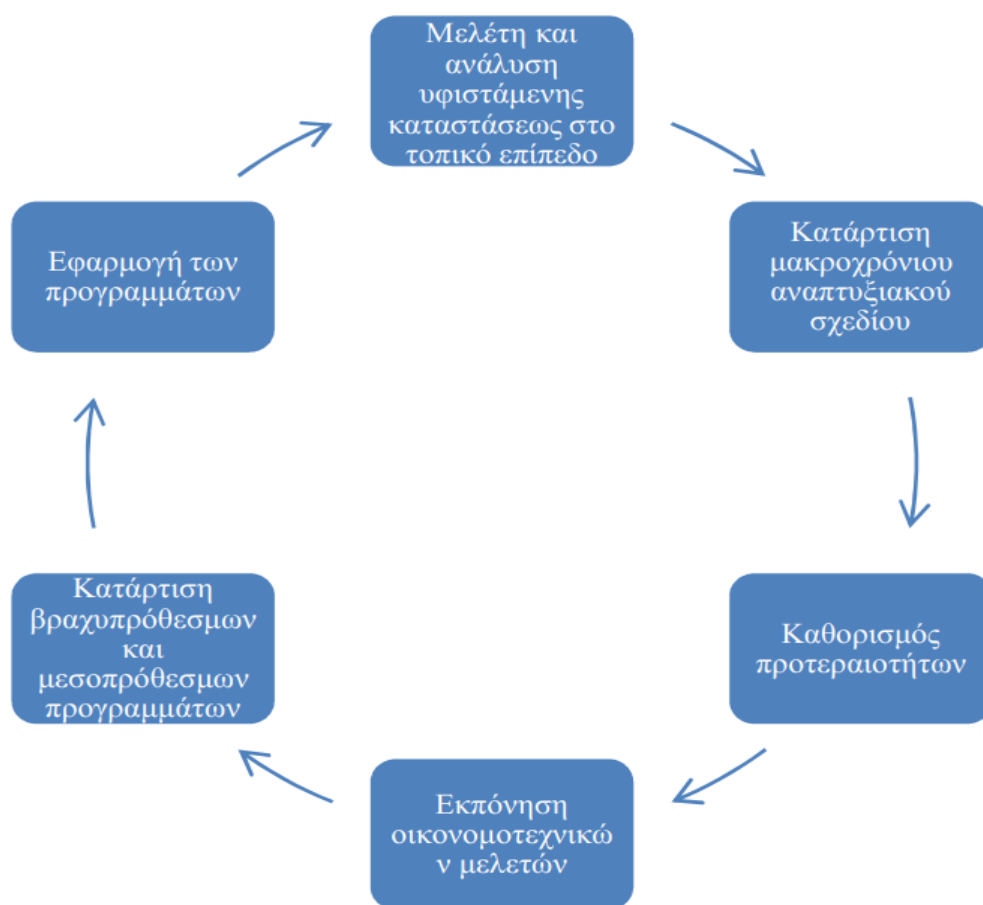 Μελέτη και
ανάλυση
υφιστάμενης
καταστάσεως στο
τοπικό επίπεδο
Κατάρτιση
μακροχρόνιου
αναπτυξιακού
σχεδίου
Καθορισμός
προτεραιοτήτων
Εκπόνηση
οικονομοτεχνικώ
ν μελετών
Κατάρτιση
βραχυπρόθεσμων
και
μεσοπρόθεσμων
προγραμμάτων
Εφαρμογή των
προγραμμάτων